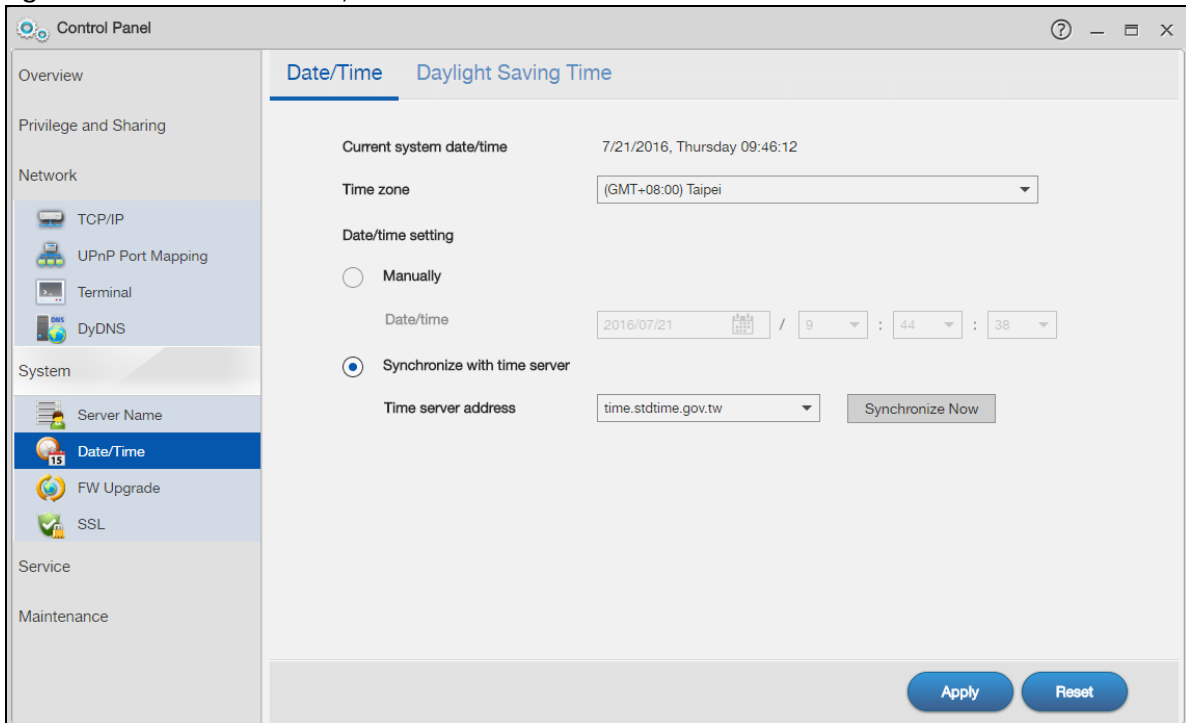 Control Panel
Overview
Privilege and Sharing
Network
TCP/IP
UPnP Port Mapping
Terminal
DNS
DyDNS
System
Server Name
15
Date/Time
FW Upgrade
SSL
Service
Maintenance
Date/Time Daylight Saving Time
Current system date/time 7/21/2016, Thursday 09:46:12
Time zone (GMT+08:00) Taipei
Date/time setting
Manually
Date/time 2016/07/21 / 9 : 44 : 38
Synchronize with time server
Time server address time.stdtime.gov.tw Synchronize Now
Apply Reset